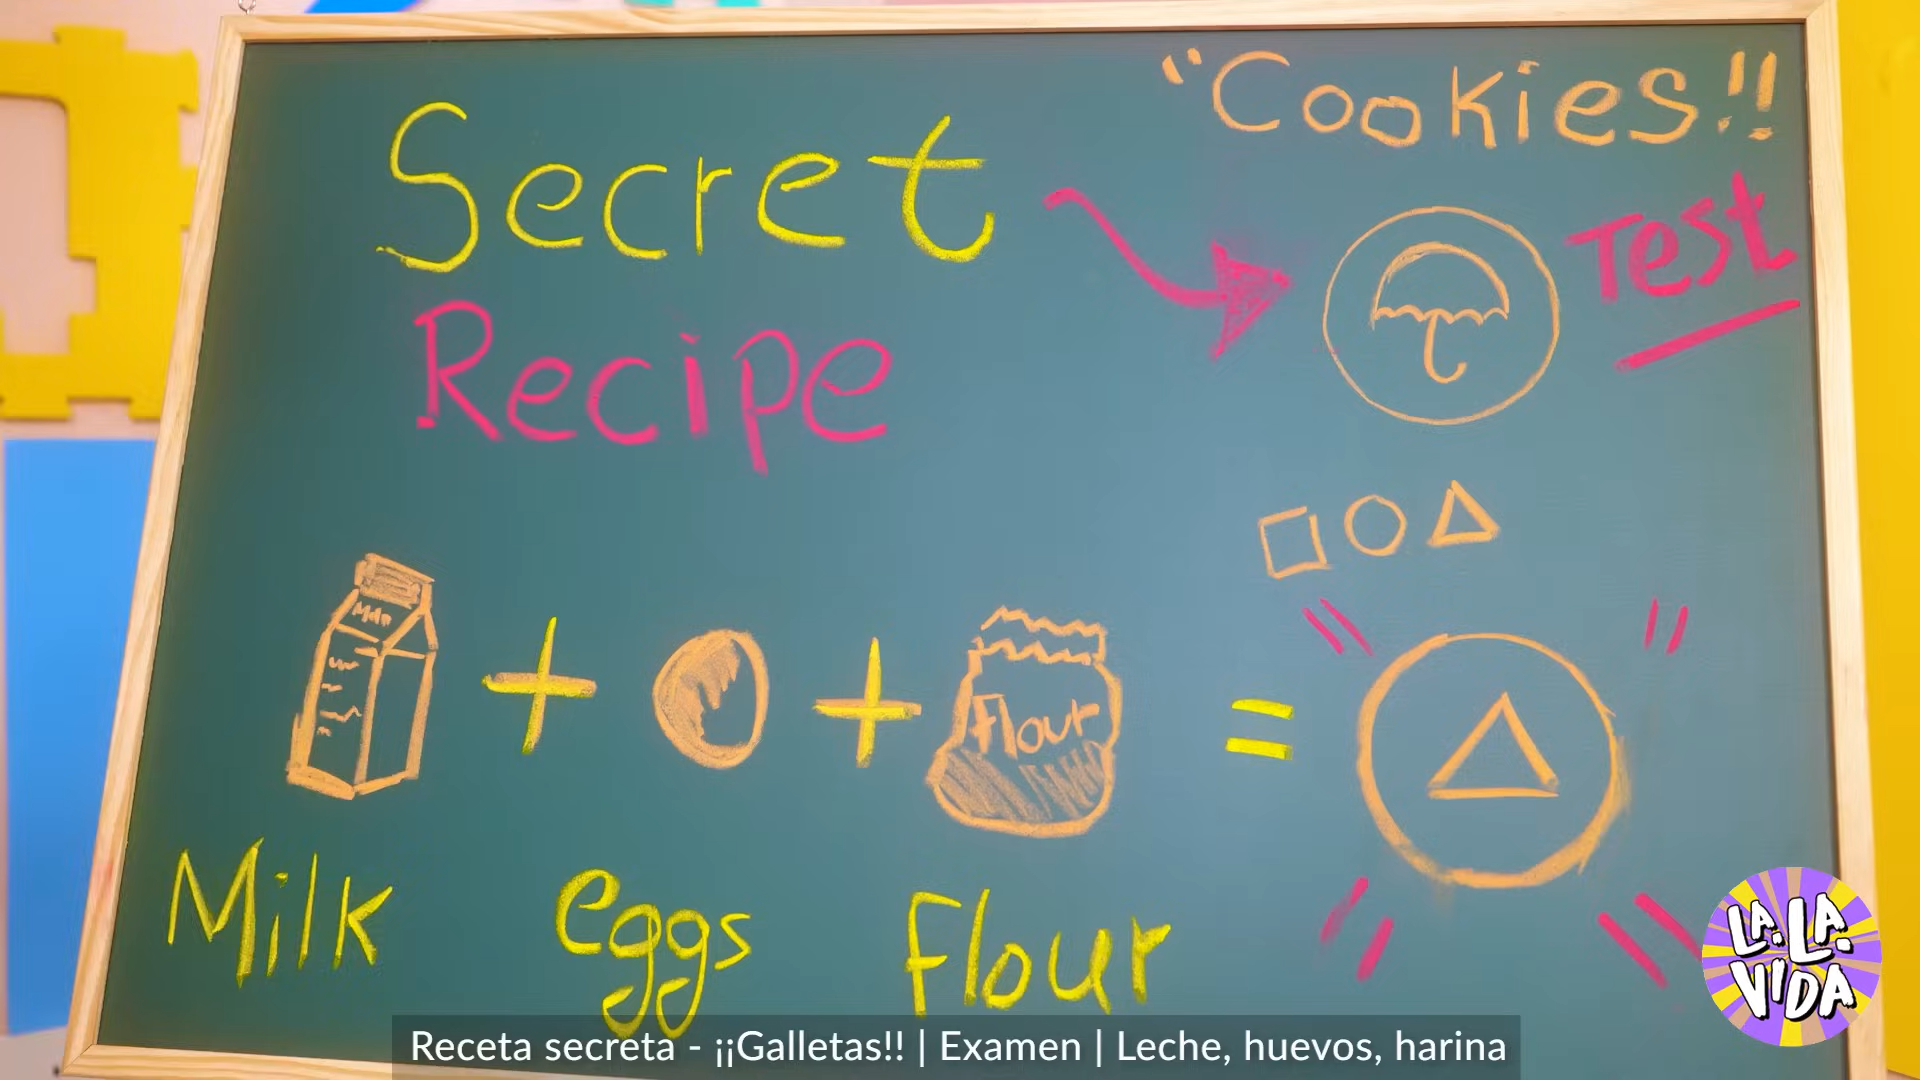 Secret
Recipe
"Cookies!!
Test
Milk
Flour
Milk
eggs
Flour
Receta secreta - ¡¡Galletas!! | Examen | Leche, huevos, harina
LA.LA.
VIDA